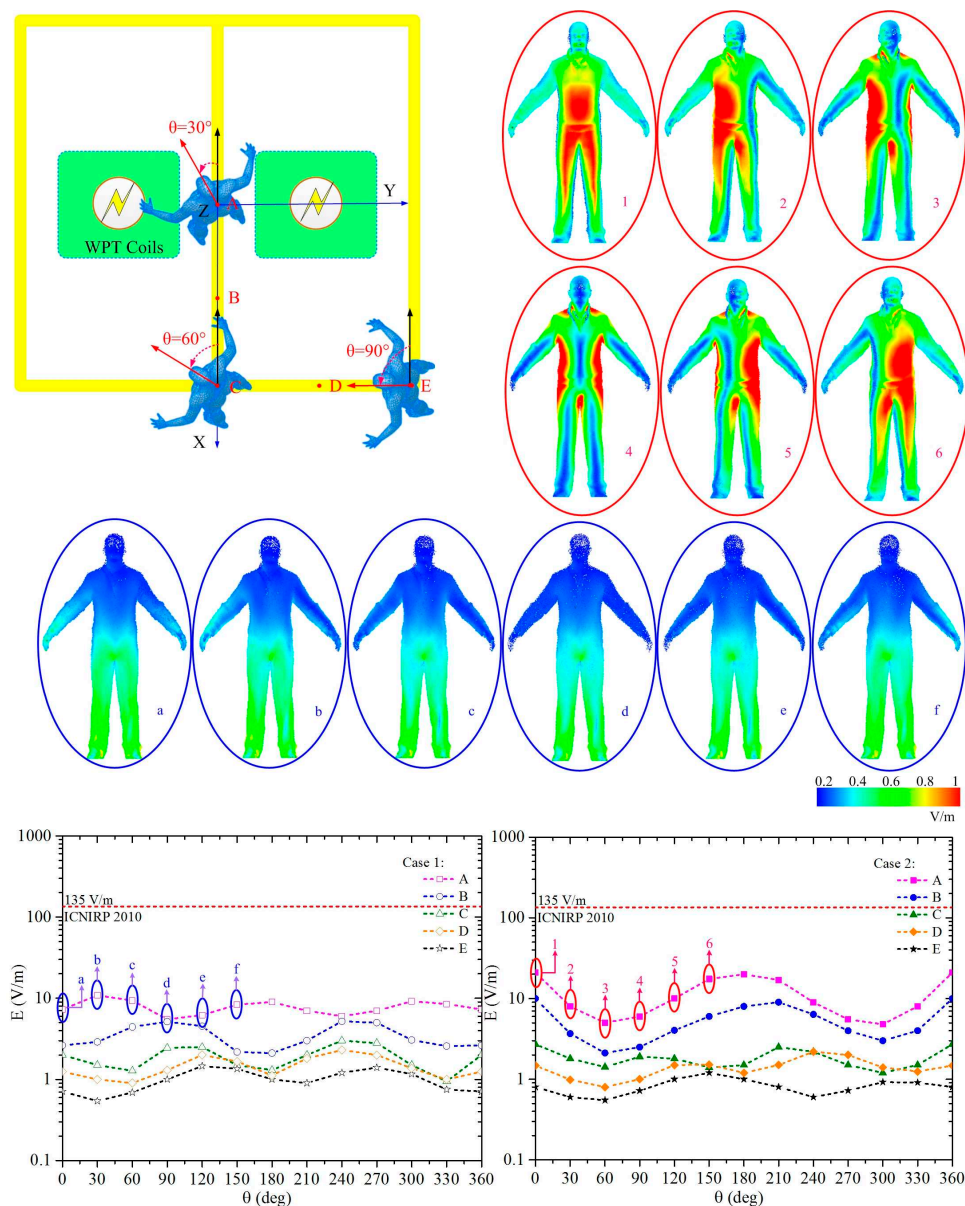 θ=30°
Z
A
Y
WPT Coils
B
θ=60°
θ=90°
C
D
E
X
1
2
3
4
5
6
a
b
c
d
e
f
0.2 0.4 0.6 0.8 1
V/m
1000
100
10
1
0.1
E (V/m)
Case 1:
A
B
C
D
E
135 V/m
ICNIRP 2010
a
b
c
d
e
f
0 30 60 90 120 150 180 210 240 270 300 330 360
θ (deg)
1000
100
10
1
0.1
E (V/m)
Case 2:
A
B
C
D
E
135 V/m
ICNIRP 2010
1
2
3
4
5
6
0 30 60 90 120 150 180 210 240 270 300 330 360
θ (deg)